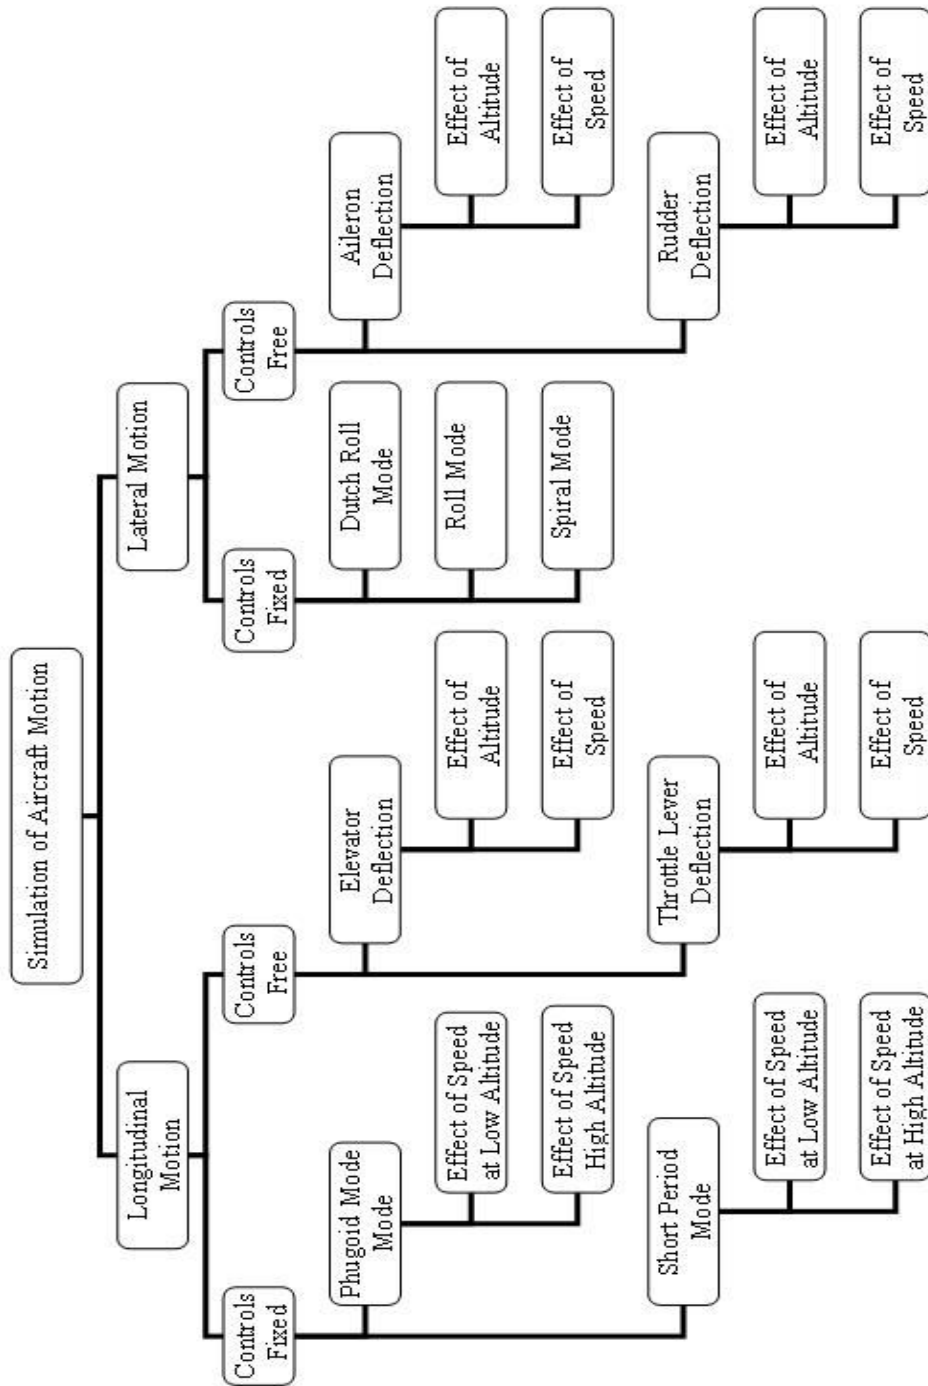 Simulation of Aircraft Motion
Longitudinal
Motion
Lateral Motion
Controls
Fixed
Controls
Free
Controls
Fixed
Controls
Free
Phugoid Mode
Mode
Effect of Speed
at Low Altitude
Effect of Speed
High Altitude
Short Period
Mode
Effect of Speed
at Low Altitude
Effect of Speed
at High Altitude
Elevator
Deflection
Effect of
Altitude
Effect of
Speed
Throttle Lever
Deflection
Effect of
Altitude
Effect of
Speed
Dutch Roll
Mode
Roll Mode
Spiral Mode
Aileron
Deflection
Effect of
Altitude
Effect of
Speed
Rudder
Deflection
Effect of
Altitude
Effect of
Speed